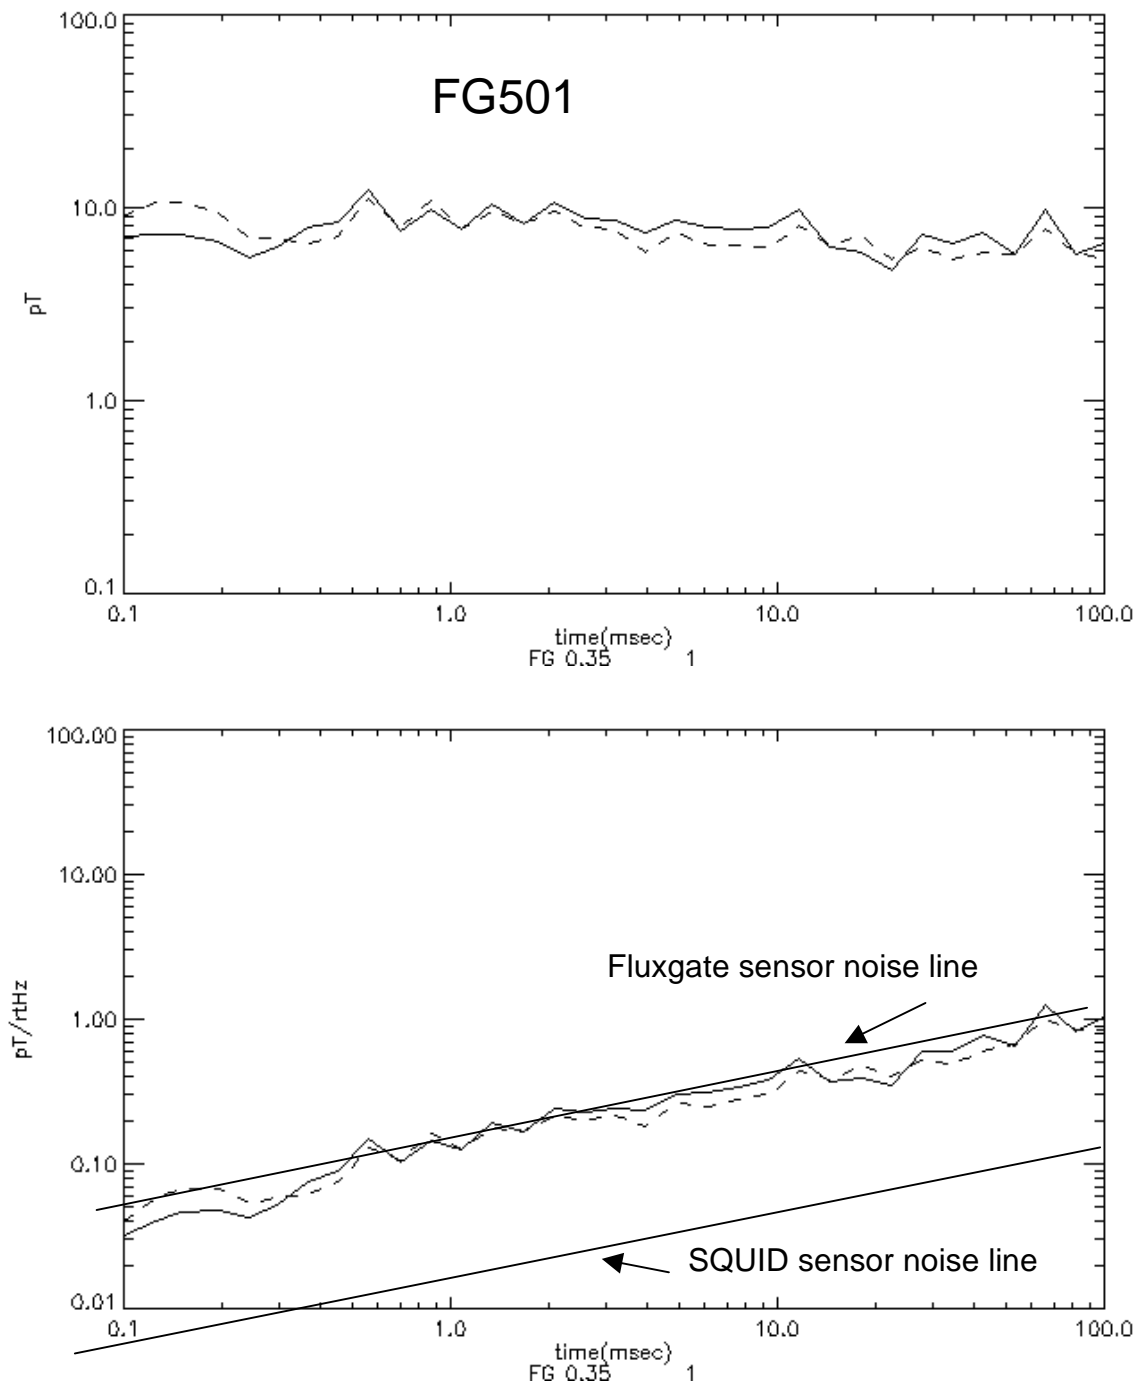 100.0
FG501
10.0
pT
1.0
0.1
0.1 1.0 10.0 100.0
time(msec)
FG 0.35 1
100.00
10.00
Fluxgate sensor noise line
pT/rtHz
1.00
0.10
SQUID sensor noise line
0.01
0.1 1.0 10.0 100.0
time(msec)
FG 0.35 1